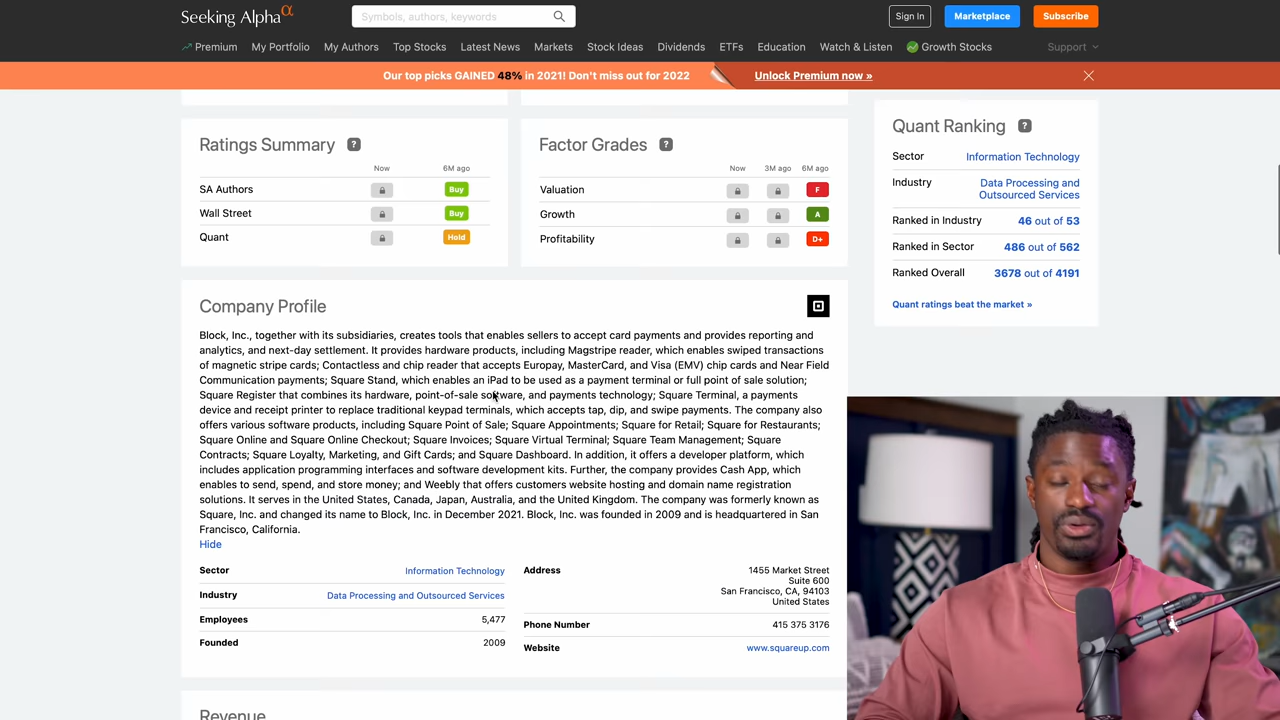 Seeking Alpha α
Symbols, authors, keywords
Sign In
Marketplace
Subscribe
Premium
My Portfolio
My Authors
Top Stocks
Latest News
Markets
Stock Ideas
Dividends
ETFs
Education
Watch & Listen
Growth Stocks
Support
Our top picks GAINED 48% in 2021! Don't miss out for 2022
Unlock Premium now »
Ratings Summary ?
Now 6M ago
SA Authors Buy
Wall Street Buy
Quant Hold
Factor Grades ?
Now 3M ago 6M ago
Valuation F
Growth A
Profitability D+
Quant Ranking ?
Sector Information Technology
Industry Data Processing and
Outsourced Services
Ranked in Industry 46 out of 53
Ranked in Sector 486 out of 562
Ranked Overall 3678 out of 4191
Quant ratings beat the market »
Company Profile
Block, Inc., together with its subsidiaries, creates tools that enables sellers to accept card payments and provides reporting and
analytics, and next-day settlement. It provides hardware products, including Magstripe reader, which enables swiped transactions
of magnetic stripe cards; Contactless and chip reader that accepts Europay, MasterCard, and Visa (EMV) chip cards and Near Field
Communication payments; Square Stand, which enables an iPad to be used as a payment terminal or full point of sale solution;
Square Register that combines its hardware, point-of-sale software, and payments technology; Square Terminal, a payments
device and receipt printer to replace traditional keypad terminals, which accepts tap, dip, and swipe payments. The company also
offers various software products, including Square Point of Sale; Square Appointments; Square for Retail; Square for Restaurants;
Square Online and Square Online Checkout; Square Invoices; Square Virtual Terminal; Square Team Management; Square
Contracts; Square Loyalty, Marketing, and Gift Cards; and Square Dashboard. In addition, it offers a developer platform, which
includes application programming interfaces and software development kits. Further, the company provides Cash App, which
enables to send, spend, and store money; and Weebly that offers customers website hosting and domain name registration
solutions. It serves in the United States, Canada, Japan, Australia, and the United Kingdom. The company was formerly known as
Square, Inc. and changed its name to Block, Inc. in December 2021. Block, Inc. was founded in 2009 and is headquartered in San
Francisco, California.
Hide
Sector Information Technology
Industry Data Processing and Outsourced Services
Employees 5,477
Founded 2009
Address 1455 Market Street
Suite 600
San Francisco, CA, 94103
United States
Phone Number 415 375 3176
Website www.squareup.com
Revenue